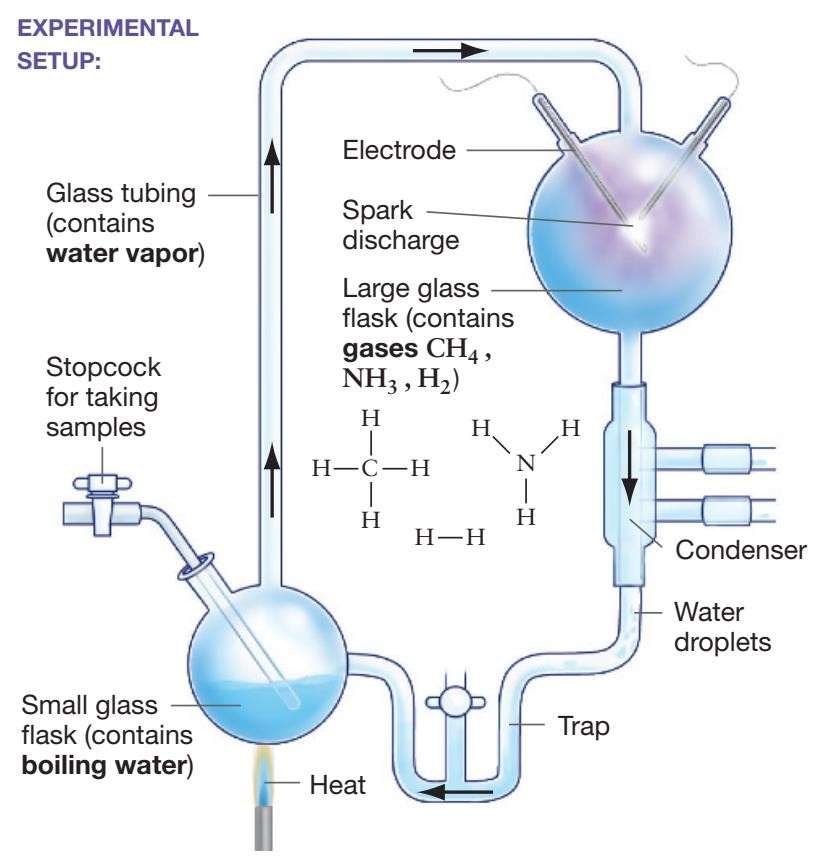 EXPERIMENTAL
SETUP:
Glass tubing
(contains
water vapor)
Electrode
Spark
discharge
Large glass
flask (contains
gases CH₄ ,
NH₃ , H₂)
Stopcock
for taking
samples
H
H—C—H
H
H H
N
H
H—H
Condenser
Water
droplets
Small glass
flask (contains
boiling water)
Trap
Heat